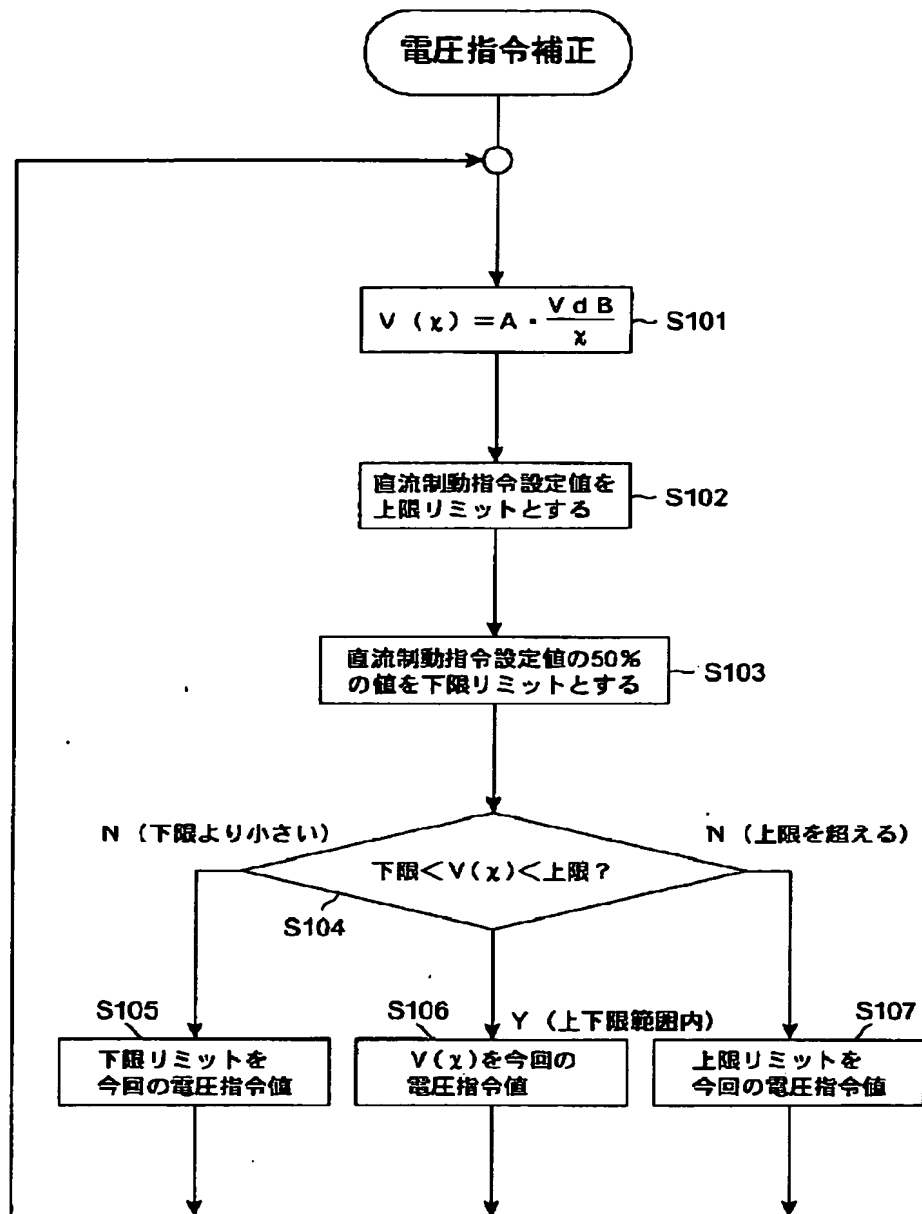 電圧指令補正
V(χ)=A・VdB/χ
S101
直流制動指令設定値を
上限リミットとする
S102
直流制動指令設定値の50%
の値を下限リミットとする
S103
N(下限より小さい)
N(上限を超える)
下限<V(χ)<上限?
S104
S105
下限リミットを
今回の電圧指令値
S106
Y(上下限範囲内)
V(χ)を今回の
電圧指令値
S107
上限リミットを
今回の電圧指令値